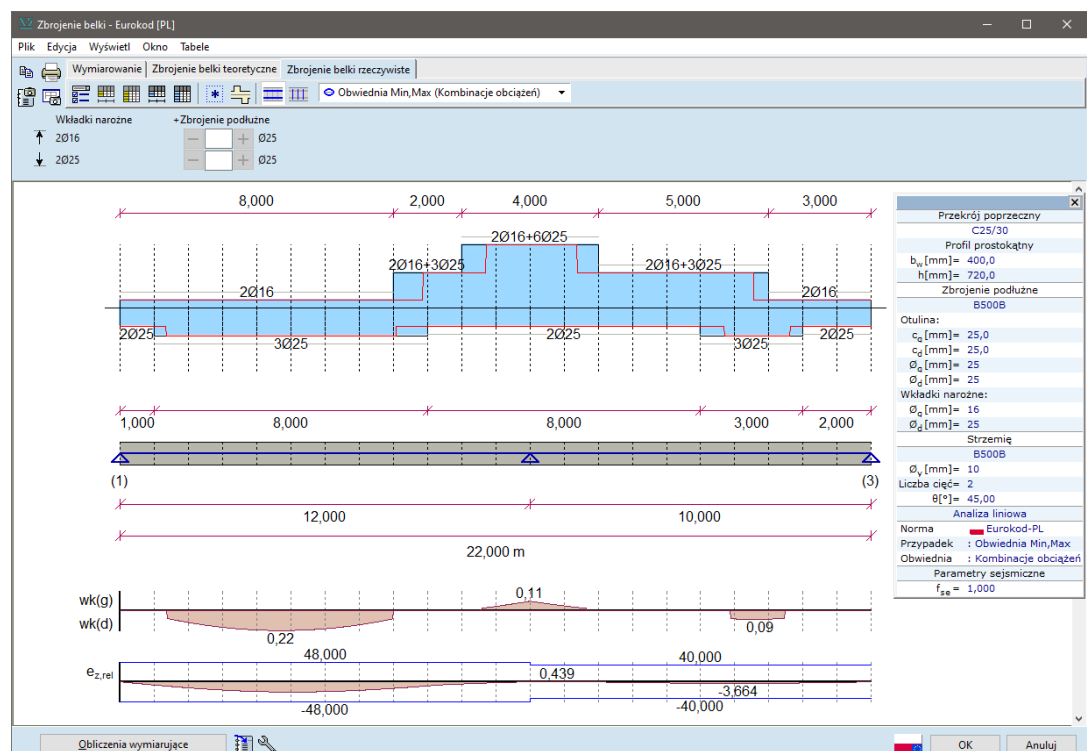 Zbrojenie belki - Eurokod [PL]
Plik Edycja Wyświetl Okno Tabele
Wymiarowanie Zbrojenie belki teoretyczne Zbrojenie belki rzeczywiste
Obwiednia Min,Max (Kombinacje obciążeń)
Wkładki narożne +Zbrojenie podłużne
2Ø16 − + Ø25
2Ø25 − + Ø25
8,000 2,000 4,000 5,000 3,000
2Ø16+6Ø25
2Ø16+3Ø25 2Ø16+3Ø25
2Ø16 2Ø16
2Ø25 3Ø25 2Ø25 3Ø25 2Ø25
1,000 8,000 8,000 3,000 2,000
(1) (3)
12,000 10,000
22,000 m
wk(g) 0,11
wk(d) 0,22 0,09
48,000 40,000
e z,rel 0,439
-3,664
-48,000 -40,000
Przekrój poprzeczny
C25/30
Profil prostokątny
bw[mm]= 400,0
h[mm]= 720,0
Zbrojenie podłużne
B500B
Otulina:
cg[mm]= 25,0
cd[mm]= 25,0
Øg[mm]= 25
Ød[mm]= 25
Wkładki narożne:
Øg[mm]= 16
Ød[mm]= 25
Strzemię
B500B
Øv[mm]= 10
Liczba cięć= 2
θ[°]= 45,00
Analiza liniowa
Norma Eurokod-PL
Przypadek : Obwiednia Min,Max
Obwiednia : Kombinacje obciążeń
Parametry sejsmiczne
fse= 1,000
Obliczenia wymiarujące OK Anuluj